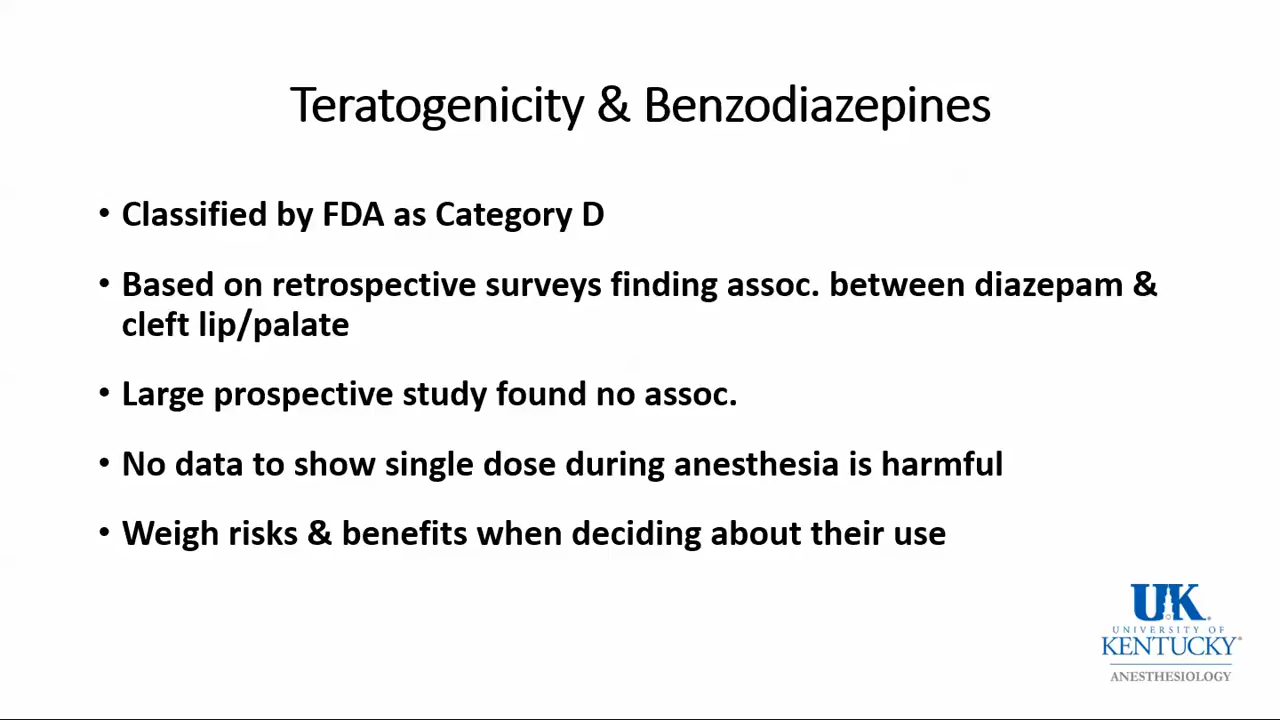 Teratogenicity & Benzodiazepines
• Classified by FDA as Category D
• Based on retrospective surveys finding assoc. between diazepam &
cleft lip/palate
• Large prospective study found no assoc.
• No data to show single dose during anesthesia is harmful
• Weigh risks & benefits when deciding about their use
UK
UNIVERSITY OF
KENTUCKY®
ANESTHESIOLOGY